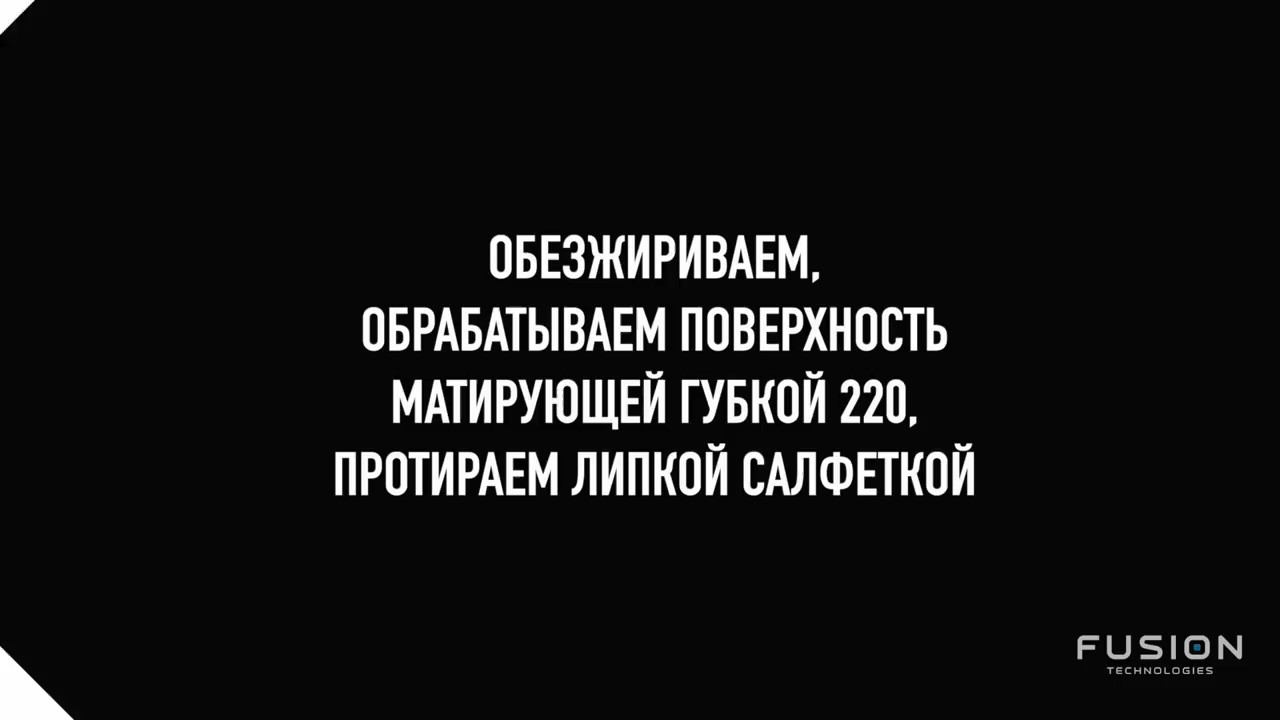 ОБЕЗЖИРИВАЕМ,
ОБРАБАТЫВАЕМ ПОВЕРХНОСТЬ
МАТИРУЮЩЕЙ ГУБКОЙ 220,
ПРОТИРАЕМ ЛИПКОЙ САЛФЕТКОЙ
FUSION
TECHNOLOGIES